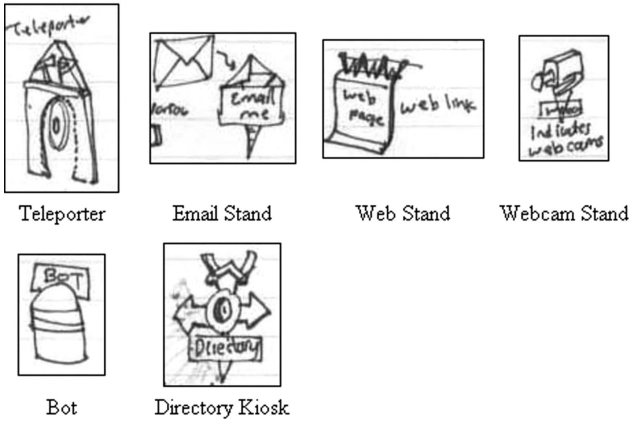 Teleporter
Email
me
web
page
web link
Indicates
webcams
Teleporter
Email Stand
Web Stand
Webcam Stand
BOT
Directory
Bot
Directory Kiosk